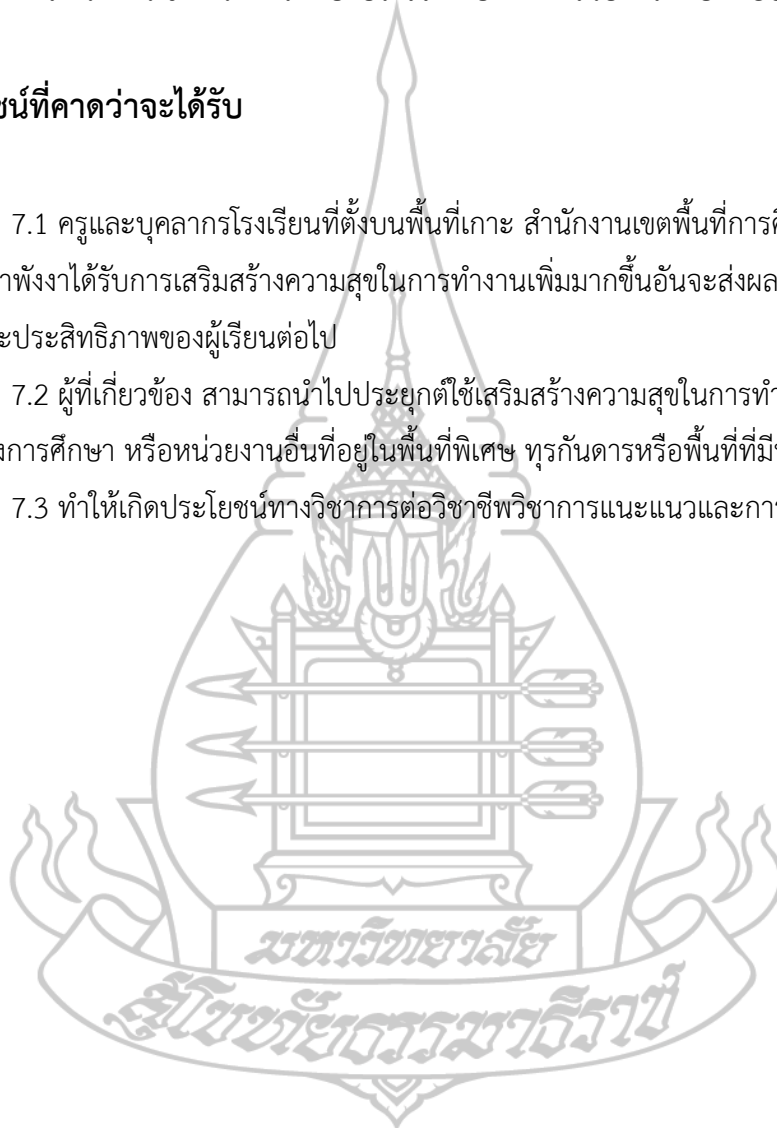 ชน์ที่คาดว่าจะได้รับ
7.1 ครูและบุคลากรโรงเรียนที่ตั้งบนพื้นที่เกาะ สำนักงานเขตพื้นที่การศึ
าพังงาได้รับการเสริมสร้างความสุขในการทำงานเพิ่มมากขึ้นอันจะส่งผล
ะประสิทธิภาพของผู้เรียนต่อไป
7.2 ผู้ที่เกี่ยวข้อง สามารถนำไปประยุกต์ใช้เสริมสร้างความสุขในการทำ
งการศึกษา หรือหน่วยงานอื่นที่อยู่ในพื้นที่พิเศษ ทุรกันดารหรือพื้นที่ที่มี
7.3 ทำให้เกิดประโยชน์ทางวิชาการต่อวิชาชีพวิชาการแนะแนวและการ
มหาวิทยาลัย
สุโขทัยธรรมาธิราช